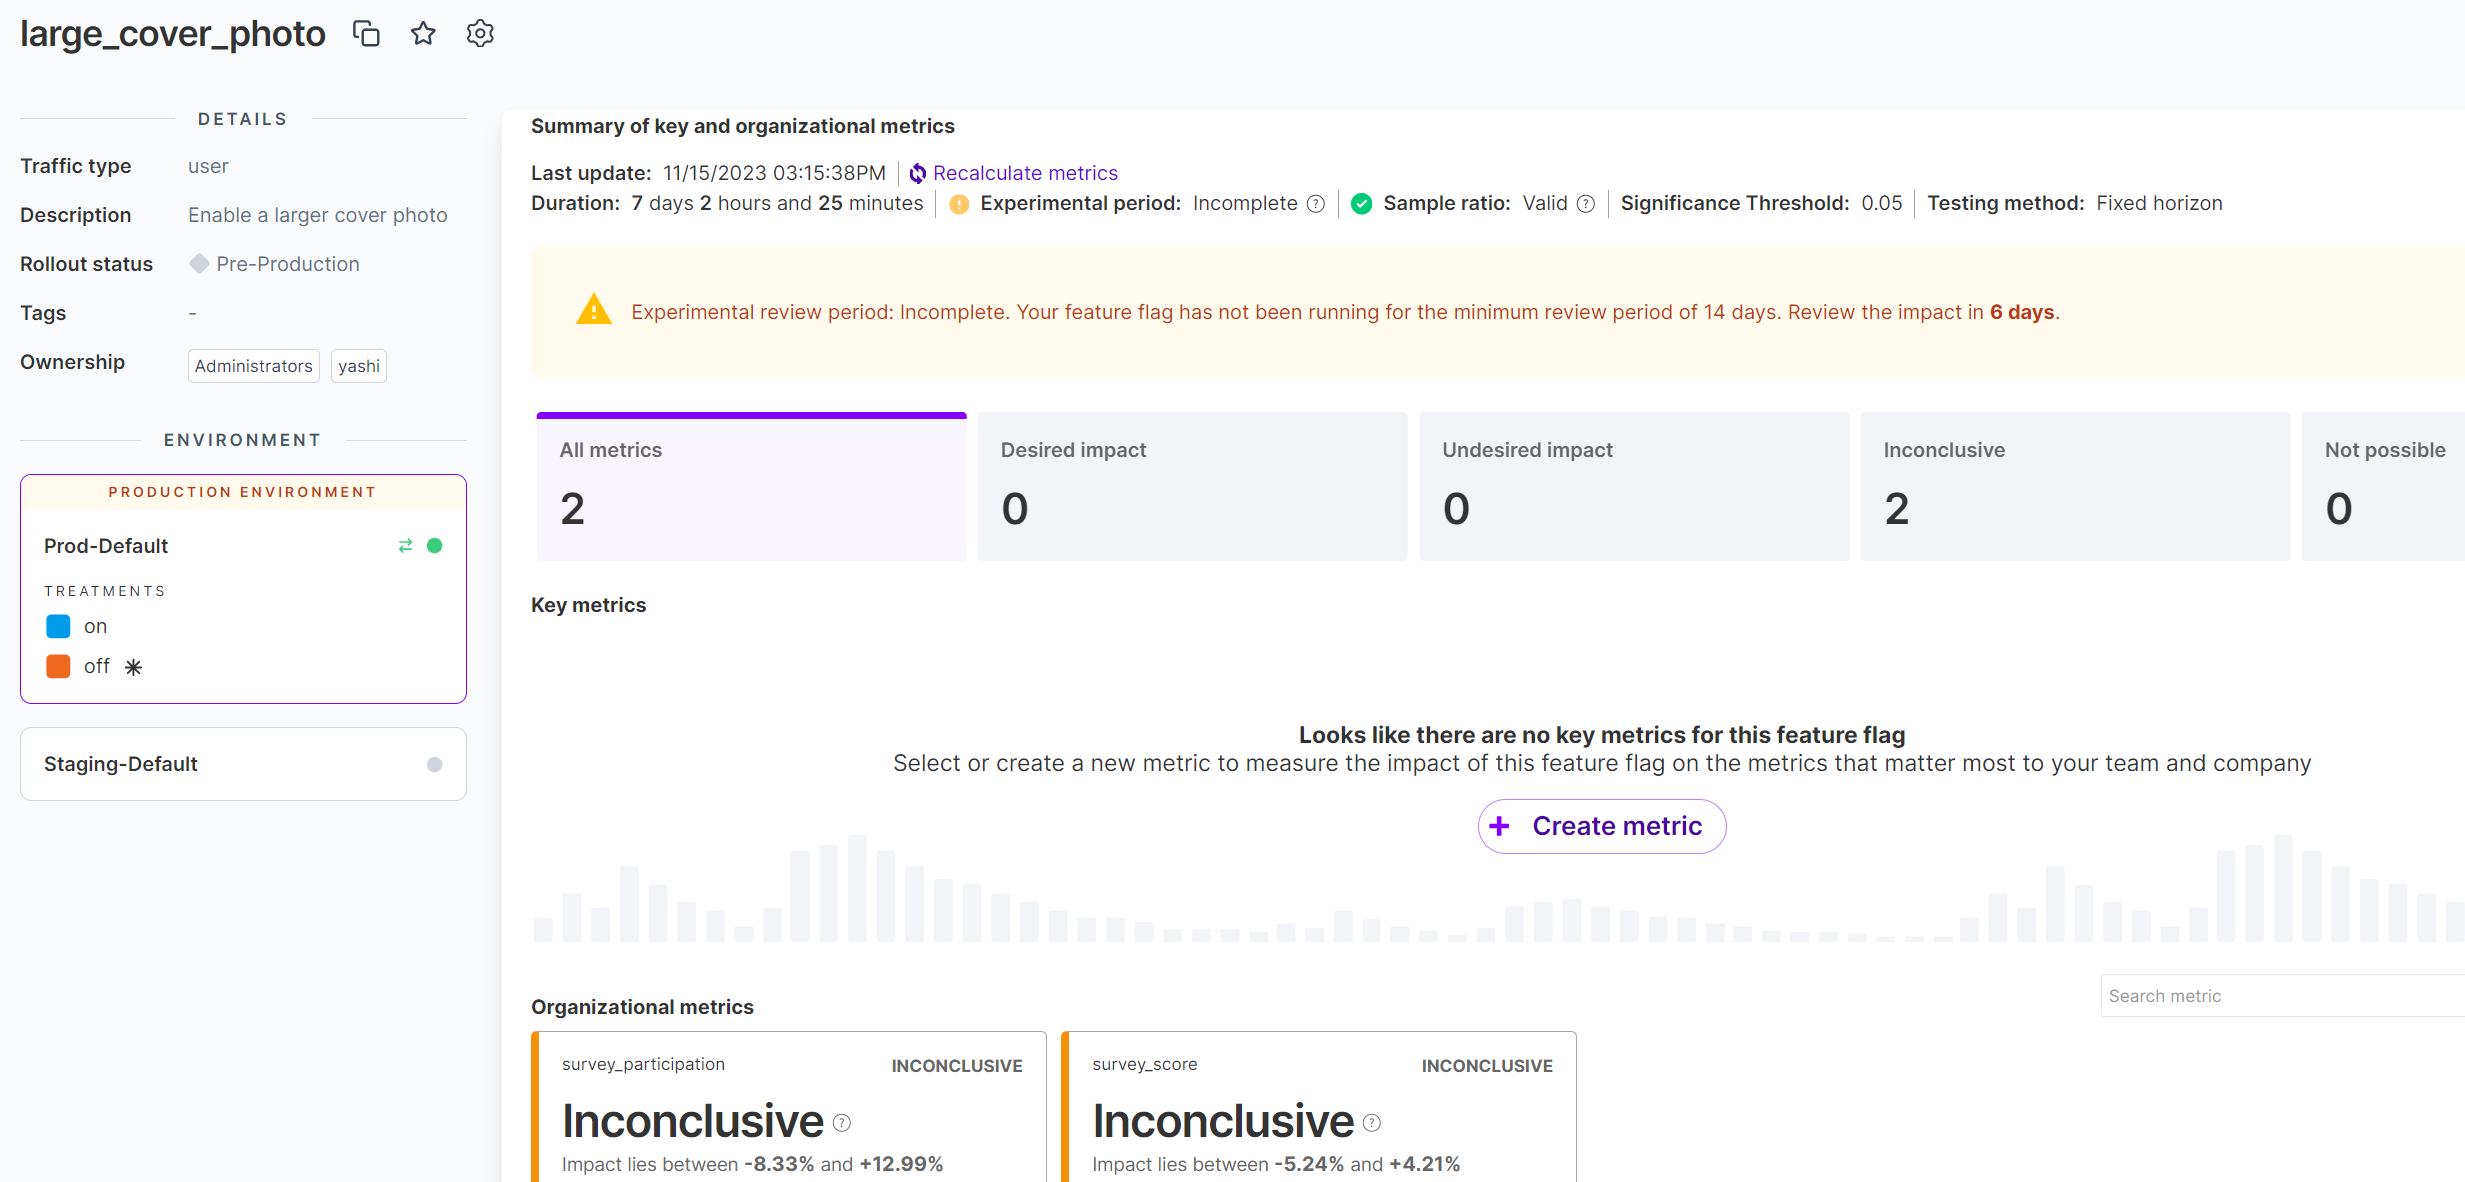 large_cover_photo
DETAILS
Traffic type user
Description Enable a larger cover photo
Rollout status Pre-Production
Tags -
Ownership Administrators yashi
ENVIRONMENT
PRODUCTION ENVIRONMENT
Prod-Default
TREATMENTS
on
off
Staging-Default
Summary of key and organizational metrics
Last update: 11/15/2023 03:15:38PM Recalculate metrics
Duration: 7 days 2 hours and 25 minutes Experimental period: Incomplete ? Sample ratio: Valid ? Significance Threshold: 0.05 Testing method: Fixed horizon
Experimental review period: Incomplete. Your feature flag has not been running for the minimum review period of 14 days. Review the impact in 6 days.
All metrics
2
Desired impact
0
Undesired impact
0
Inconclusive
2
Not possible
0
Key metrics
Looks like there are no key metrics for this feature flag
Select or create a new metric to measure the impact of this feature flag on the metrics that matter most to your team and company
+ Create metric
Search metric
Organizational metrics
survey_participation INCONCLUSIVE
Inconclusive ?
Impact lies between -8.33% and +12.99%
survey_score INCONCLUSIVE
Inconclusive ?
Impact lies between -5.24% and +4.21%